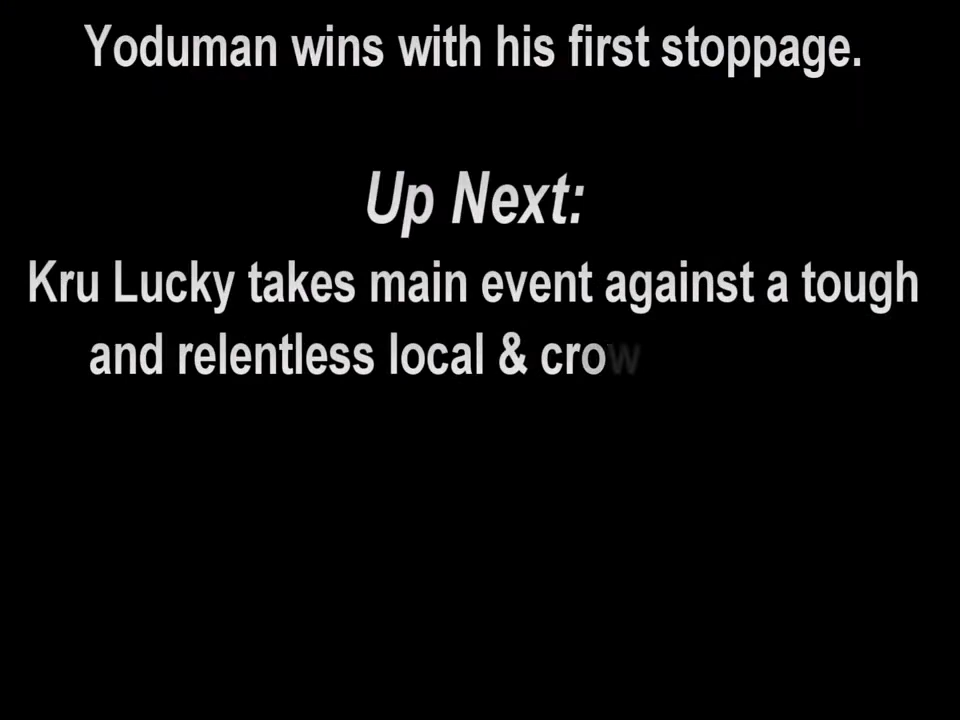 Yoduman wins with his first stoppage.
Up Next:
Kru Lucky takes main event against a tough
and relentless local & crow